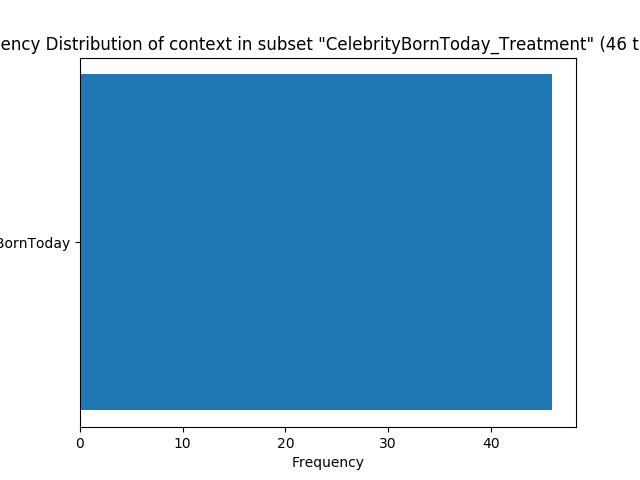 ency Distribution of context in subset "CelebrityBornToday_Treatment" (46 t
BornToday
0 10 20 30 40
Frequency